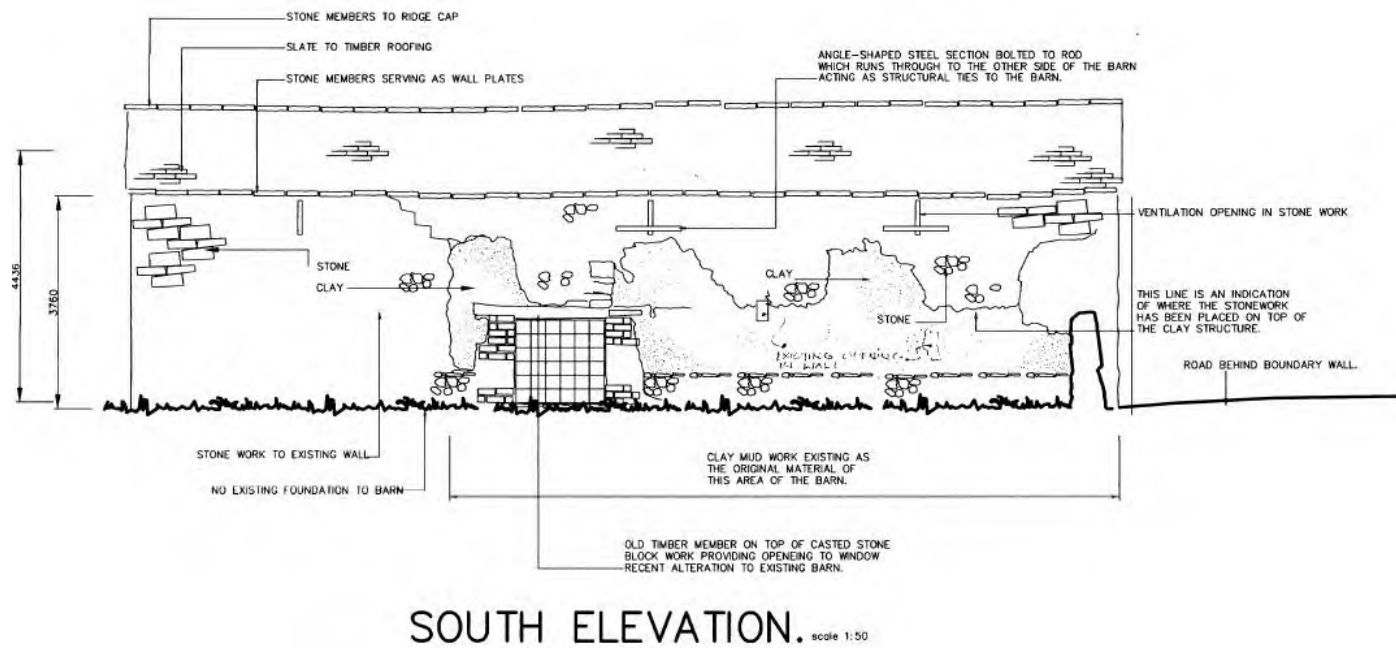 STONE MEMBERS TO RIDGE CAP
SLATE TO TIMBER ROOFING
STONE MEMBERS SERVING AS WALL PLATES
ANGLE-SHAPED STEEL SECTION BOLTED TO ROD
WHICH RUNS THROUGH TO THE OTHER SIDE OF THE BARN
ACTING AS STRUCTURAL TIES TO THE BARN.
VENTILATION OPENING IN STONE WORK
4436
3760
STONE
CLAY
CLAY
STONE
THIS LINE IS AN INDICATION
OF WHERE THE STONEWORK
HAS BEEN PLACED ON TOP OF
THE CLAY STRUCTURE.
EXISTING OPENING
IN WALL
ROAD BEHIND BOUNDARY WALL.
STONE WORK TO EXISTING WALL
NO EXISTING FOUNDATION TO BARN
CLAY MUD WORK EXISTING AS
THE ORIGINAL MATERIAL OF
THIS AREA OF THE BARN.
OLD TIMBER MEMBER ON TOP OF CASTED STONE
BLOCK WORK PROVIDING OPENEING TO WINDOW
RECENT ALTERATION TO EXISTING BARN.
SOUTH ELEVATION. scale 1:50